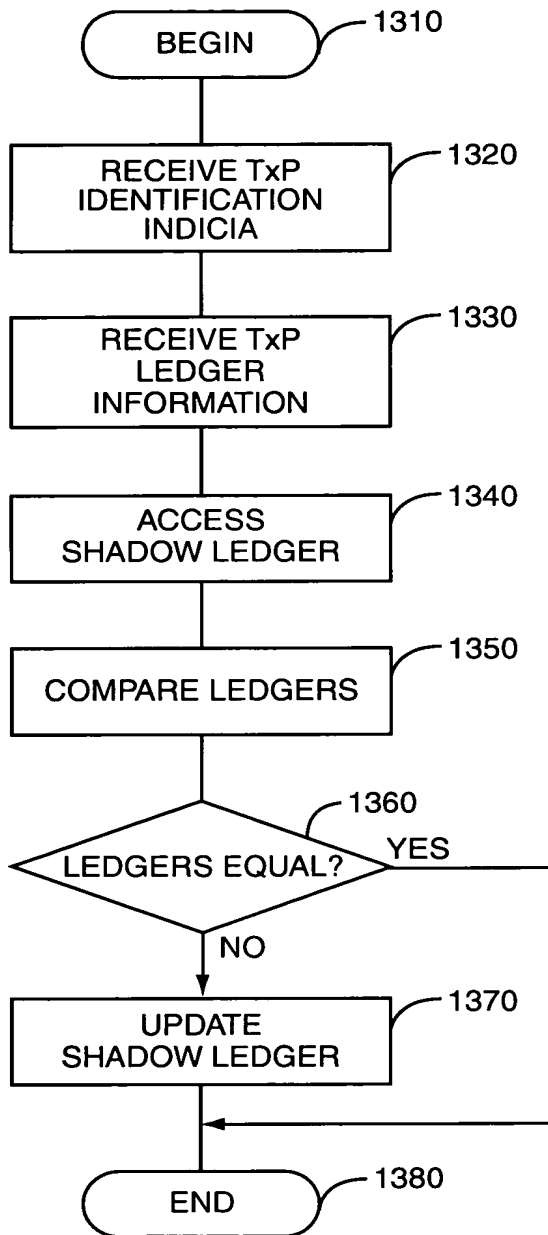 BEGIN
1310
RECEIVE TxP
IDENTIFICATION
INDICIA
1320
RECEIVE TxP
LEDGER
INFORMATION
1330
ACCESS
SHADOW LEDGER
1340
COMPARE LEDGERS
1350
LEDGERS EQUAL?
1360
YES
NO
UPDATE
SHADOW LEDGER
1370
END
1380